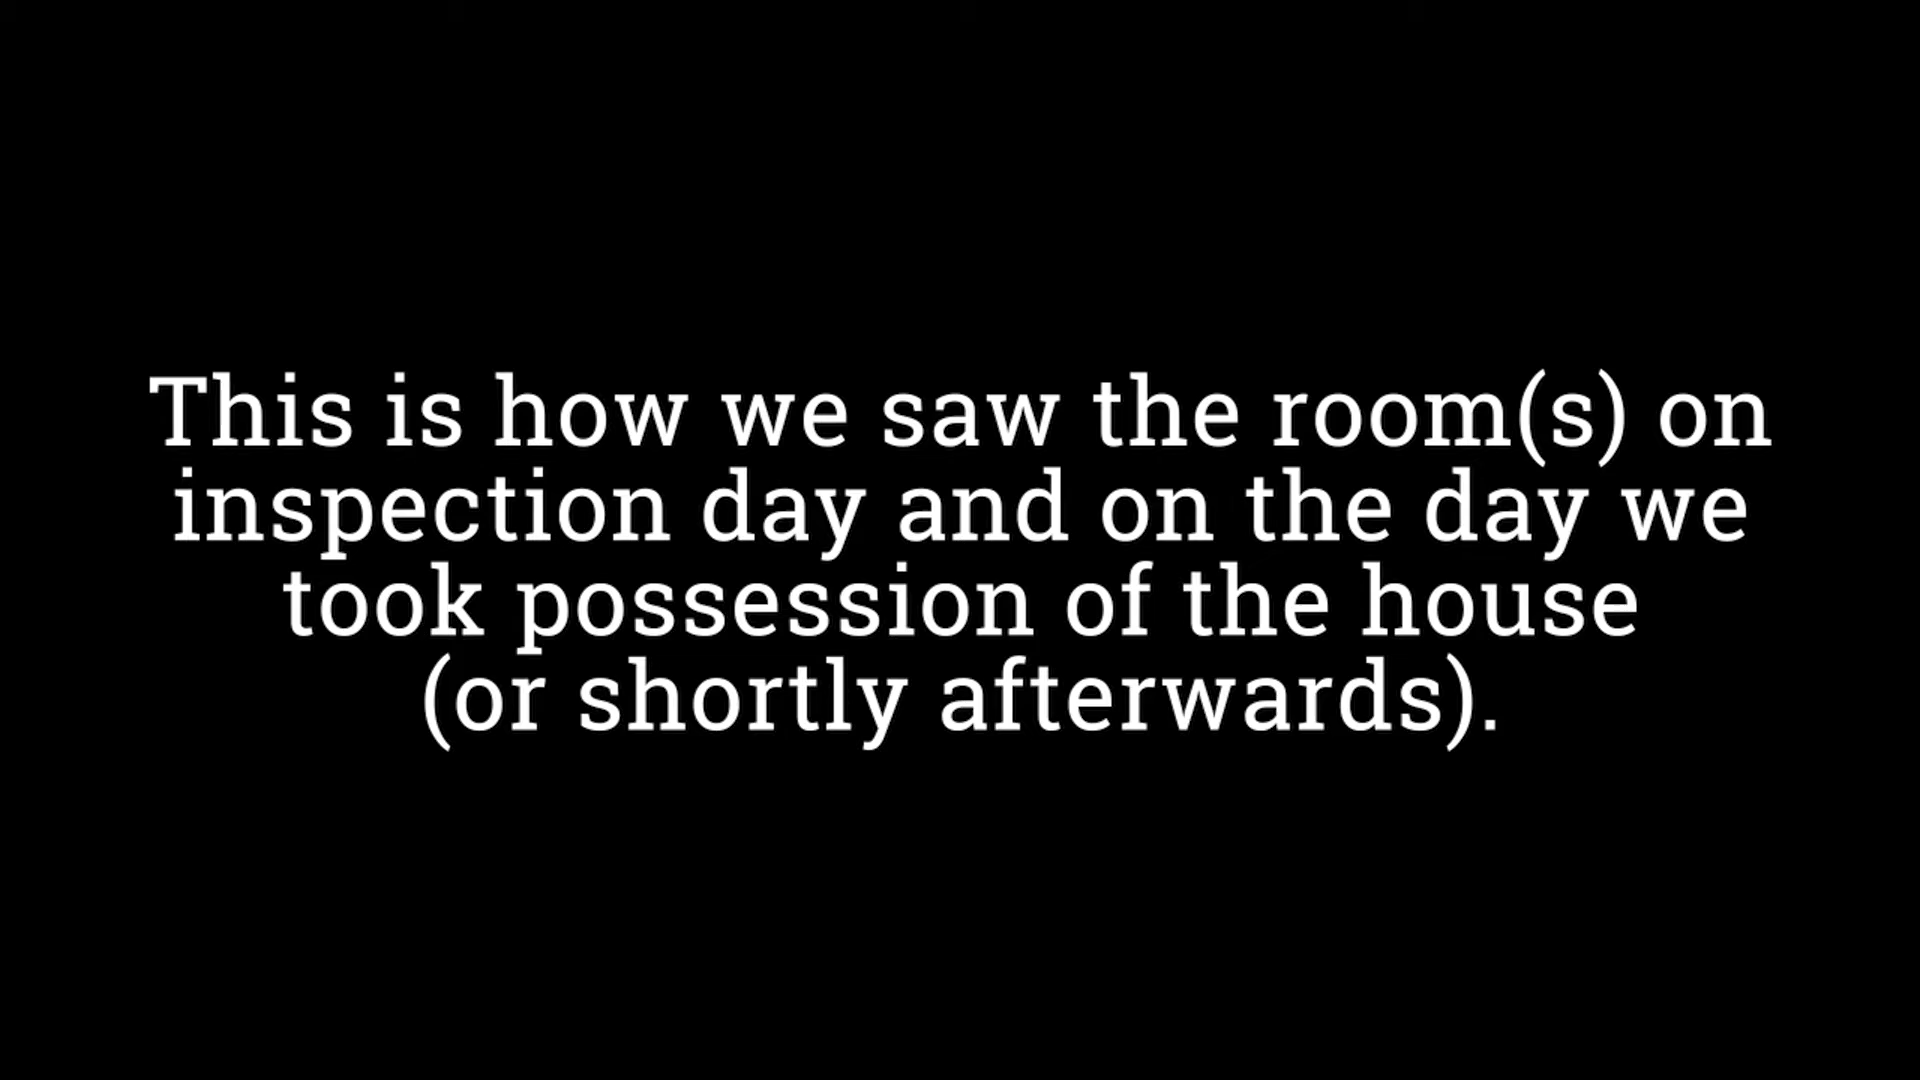 This is how we saw the room(s) on
inspection day and on the day we
took possession of the house
(or shortly afterwards).